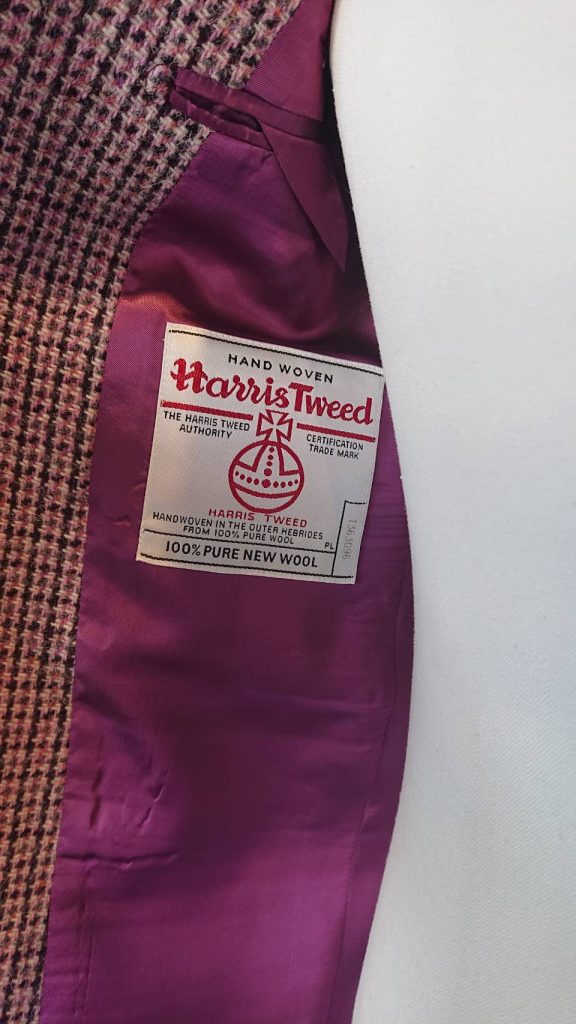 HAND WOVEN
Harris Tweed
THE HARRIS TWEED
AUTHORITY
CERTIFICATION
TRADE MARK
HARRIS TWEED
HANDWOVEN IN THE OUTER HEBRIDES
FROM 100% PURE WOOL
PL
100% PURE NEW WOOL